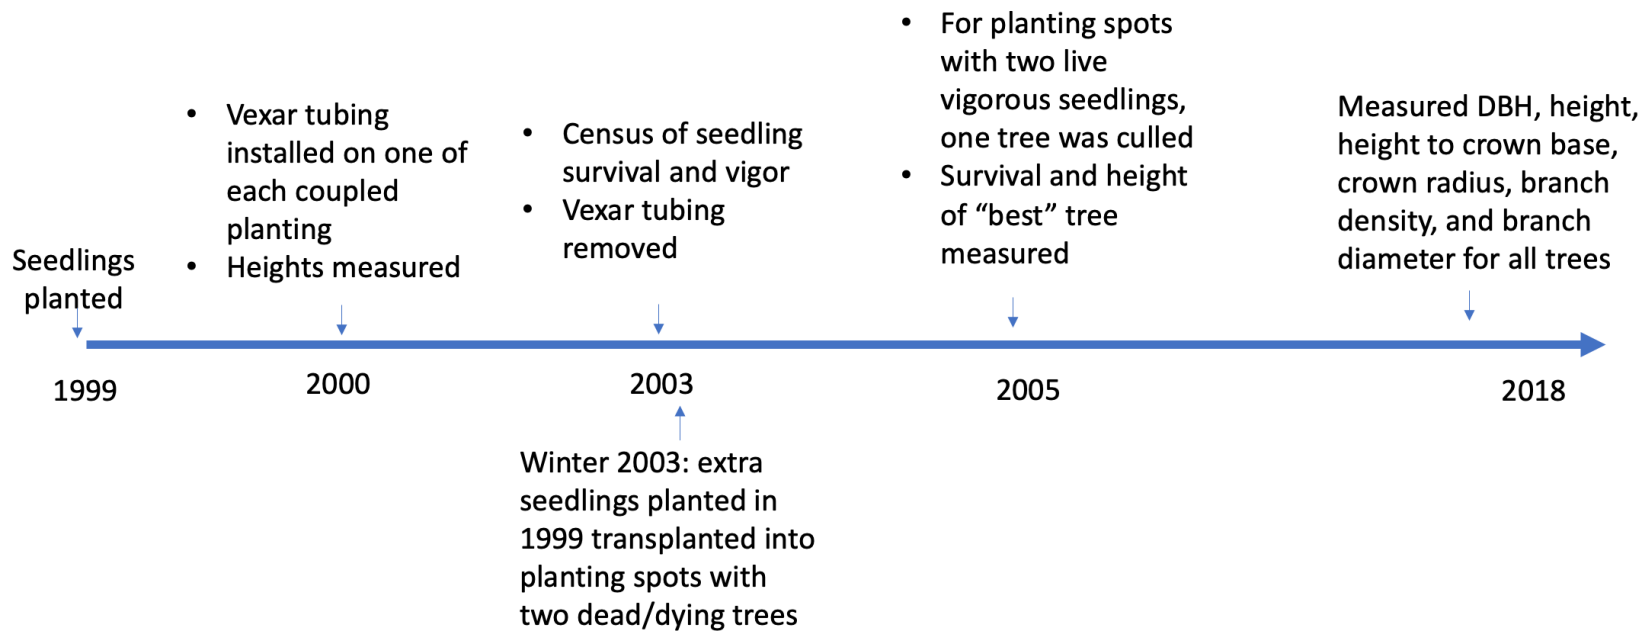 Seedlings
planted
• Vexar tubing
installed on one of
each coupled
planting
• Heights measured
• Census of seedling
survival and vigor
• Vexar tubing
removed
• For planting spots
with two live
vigorous seedlings,
one tree was culled
• Survival and height
of “best” tree
measured
Measured DBH, height,
height to crown base,
crown radius, branch
density, and branch
diameter for all trees
1999
2000
2003
2005
2018
Winter 2003: extra
seedlings planted in
1999 transplanted into
planting spots with
two dead/dying trees